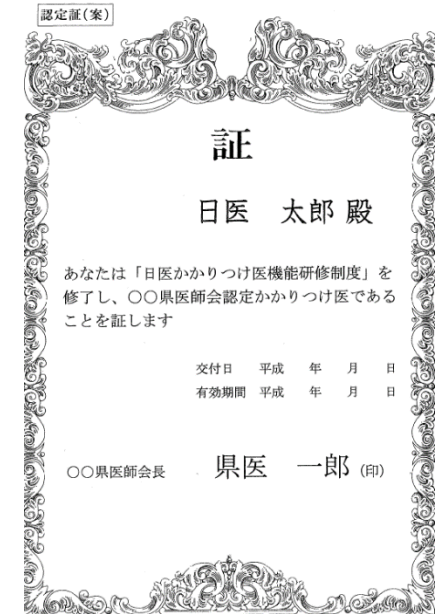 認定証(案)
証
日医　太郎 殿
あなたは「日医かかりつけ医機能研修制度」を
修了し、〇〇県医師会認定かかりつけ医である
ことを証します
交付日　平成　年　月　日
有効期間　平成　年　月　日
〇〇県医師会長　県医　一郎 (印)